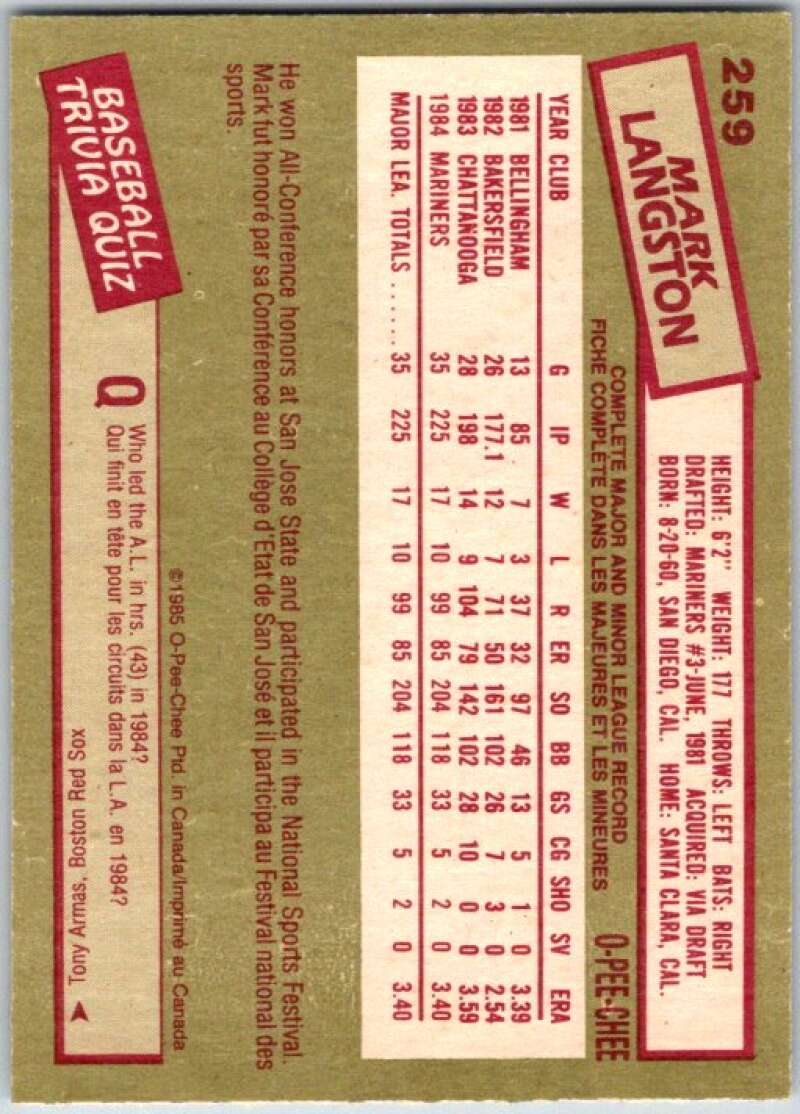 259
MARK
LANGSTON
HEIGHT: 6'2" WEIGHT: 177 THROWS: LEFT BATS: RIGHT
DRAFTED: MARINERS #3-JUNE, 1981 ACQUIRED: VIA DRAFT
BORN: 8-20-60, SAN DIEGO, CAL. HOME: SANTA CLARA, CAL.
COMPLETE MAJOR AND MINOR LEAGUE RECORD
FICHE COMPLÈTE DANS LES MAJEURES ET LES MINEURES
O-PEE-CHEE
YEAR CLUB G IP W L R ER SO BB GS CG SHO SV ERA
1981 BELLINGHAM 13 85 7 3 37 32 97 46 13 5 1 0 3.39
1982 BAKERSFIELD 26 177.1 12 7 71 50 161 102 26 7 3 0 2.54
1983 CHATTANOOGA 28 198 14 9 104 79 142 102 28 10 0 0 3.59
1984 MARINERS 35 225 17 10 99 85 204 118 33 5 2 0 3.40
MAJOR LEA. TOTALS ...... 35 225 17 10 99 85 204 118 33 5 2 0 3.40
He won All-Conference honors at San Jose State and participated in the National Sports Festival.
Mark fut honoré par sa Conférence au Collège d'Etat de San José et il participa au Festival national des
sports.
©1985 O-Pee-Chee Ptd. in Canada/Imprimé au Canada
BASEBALL
TRIVIA QUIZ
Q Who led the A.L. in hrs. (43) in 1984?
Qui finit en tête pour les circuits dans la L.A. en 1984?
Tony Armas, Boston Red Sox